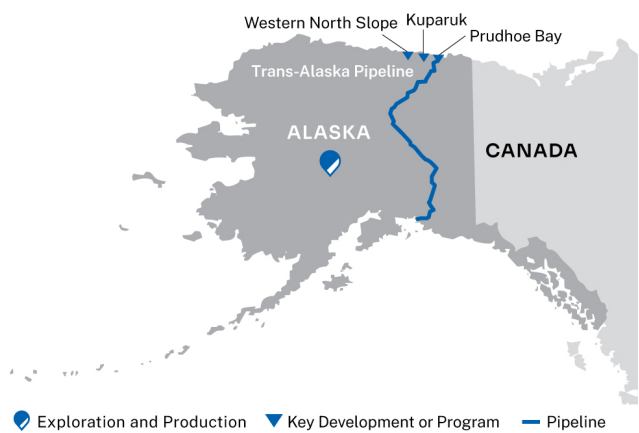 Western North Slope
Kuparuk
Prudhoe Bay
Trans-Alaska Pipeline
ALASKA
CANADA
Exploration and Production
Key Development or Program
Pipeline